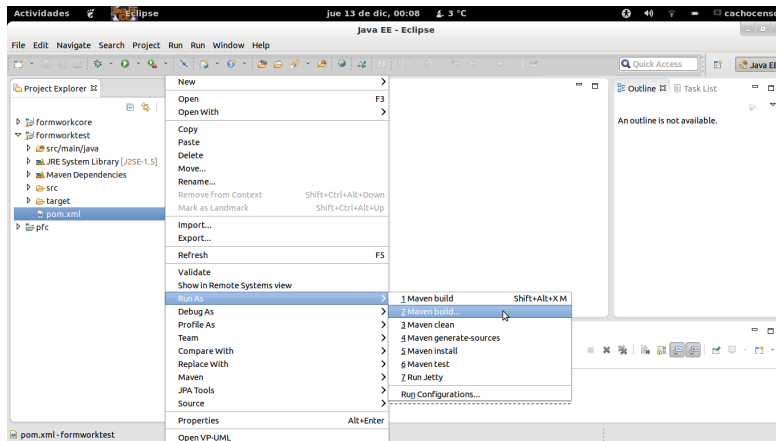 Actividades Eclipse jue 13 de dic, 00:08 3 °C cachocenso
Java EE - Eclipse
File Edit Navigate Search Project Run Run Window Help
Quick Access Java EE
Project Explorer
formworkcore
formworktest
src/main/java
JRE System Library [J2SE-1.5]
Maven Dependencies
src
target
pom.xml
pfc
New
Open F3
Open With
Copy
Paste
Delete
Move...
Rename...
Remove from Context Shift+Ctrl+Alt+Down
Mark as Landmark Shift+Ctrl+Alt+Up
Import...
Export...
Refresh F5
Validate
Show in Remote Systems view
Run As
Debug As
Profile As
Team
Compare With
Replace With
Maven
JPA Tools
Source
Properties Alt+Enter
Open VP-UML
1 Maven build Shift+Alt+X M
2 Maven build...
3 Maven clean
4 Maven generate-sources
5 Maven install
6 Maven test
7 Run Jetty
Run Configurations...
Outline Task List
An outline is not available.
pom.xml - formworktest